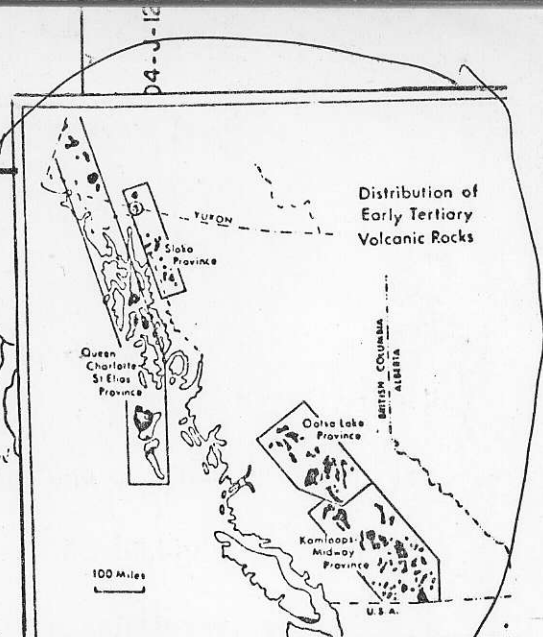 04-J-12
Distribution of
Early Tertiary
Volcanic Rocks
YUKON
1
Sloko
Province
Queen
Charlotte
St Elias
Province
BRITISH COLUMBIA
ALBERTA
Ootsa Lake
Province
Kamloops-
Midway
Province
100 Miles
U.S.A.